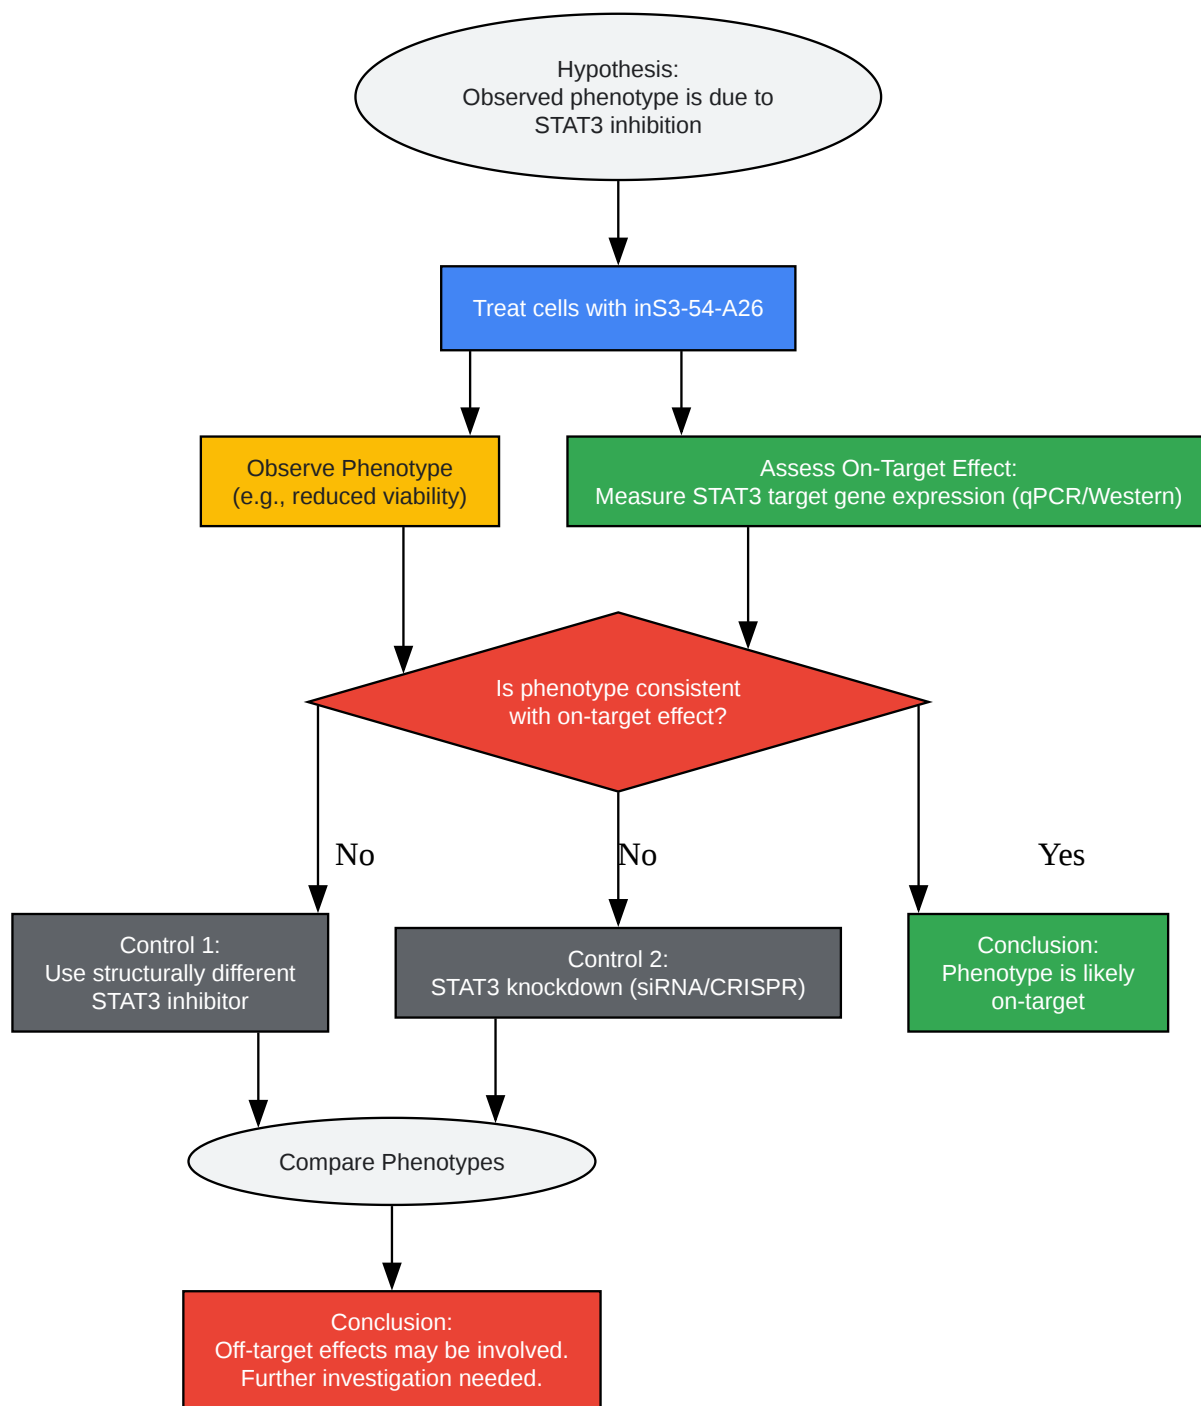 Hypothesis:
Observed phenotype is due to
STAT3 inhibition
Treat cells with inS3-54-A26
Observe Phenotype
(e.g., reduced viability)
Assess On-Target Effect:
Measure STAT3 target gene expression (qPCR/Western)
Is phenotype consistent
with on-target effect?
No
No
Yes
Control 1:
Use structurally different
STAT3 inhibitor
Control 2:
STAT3 knockdown (siRNA/CRISPR)
Conclusion:
Phenotype is likely
on-target
Compare Phenotypes
Conclusion:
Off-target effects may be involved.
Further investigation needed.